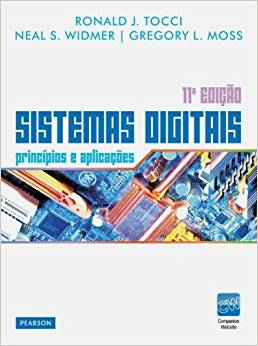 RONALD J. TOCCI
NEAL S. WIDMER | GREGORY L. MOSS
11ª EDIÇÃO
SISTEMAS DIGITAIS
princípios e aplicações
PEARSON
CW
Companion
Website